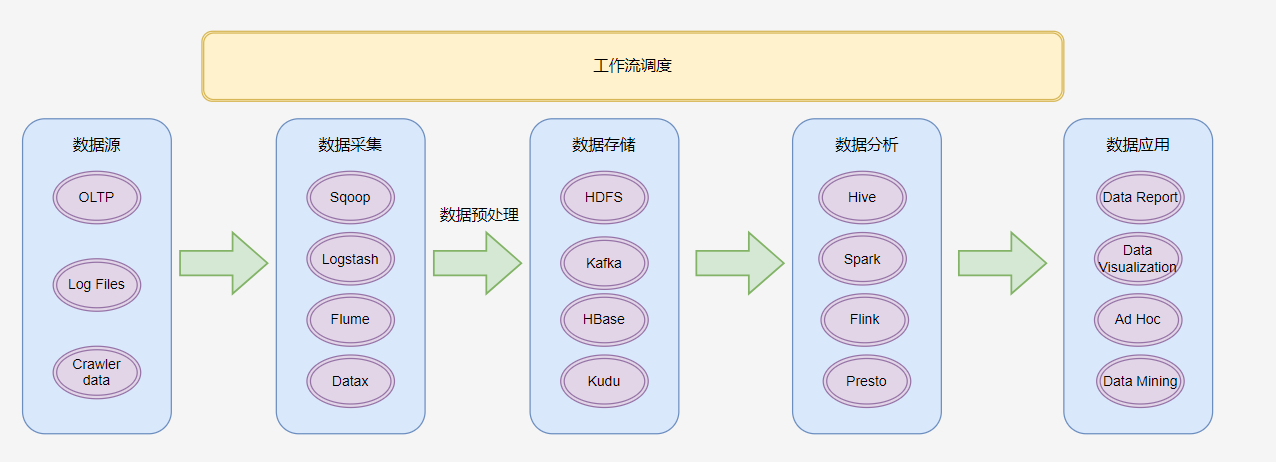 工作流调度
数据源
OLTP
Log Files
Crawler
data
数据采集
Sqoop
Logstash
Flume
Datax
数据预处理
数据存储
HDFS
Kafka
HBase
Kudu
数据分析
Hive
Spark
Flink
Presto
数据应用
Data Report
Data
Visualization
Ad Hoc
Data Mining